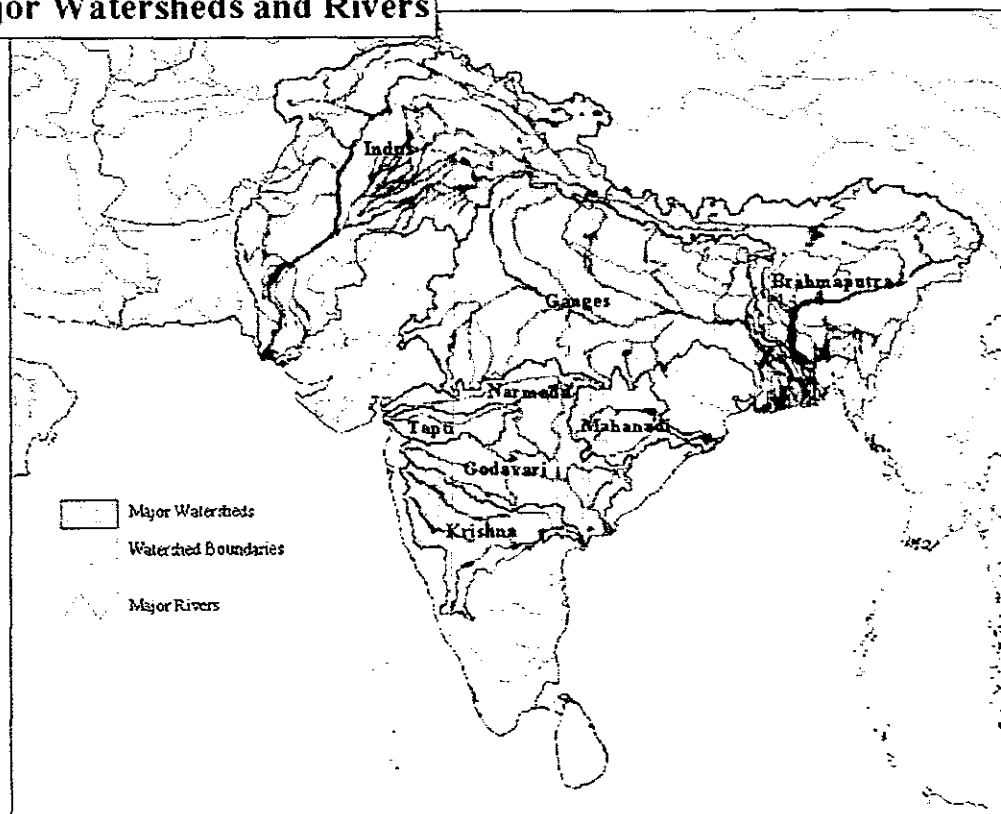 jor Watersheds and Rivers
Indus
Brahmaputra
Ganges
Narmada
Tapti
Mahanadi
Godavari
Krishna
Major Watersheds
Watershed Boundaries
Major Rivers